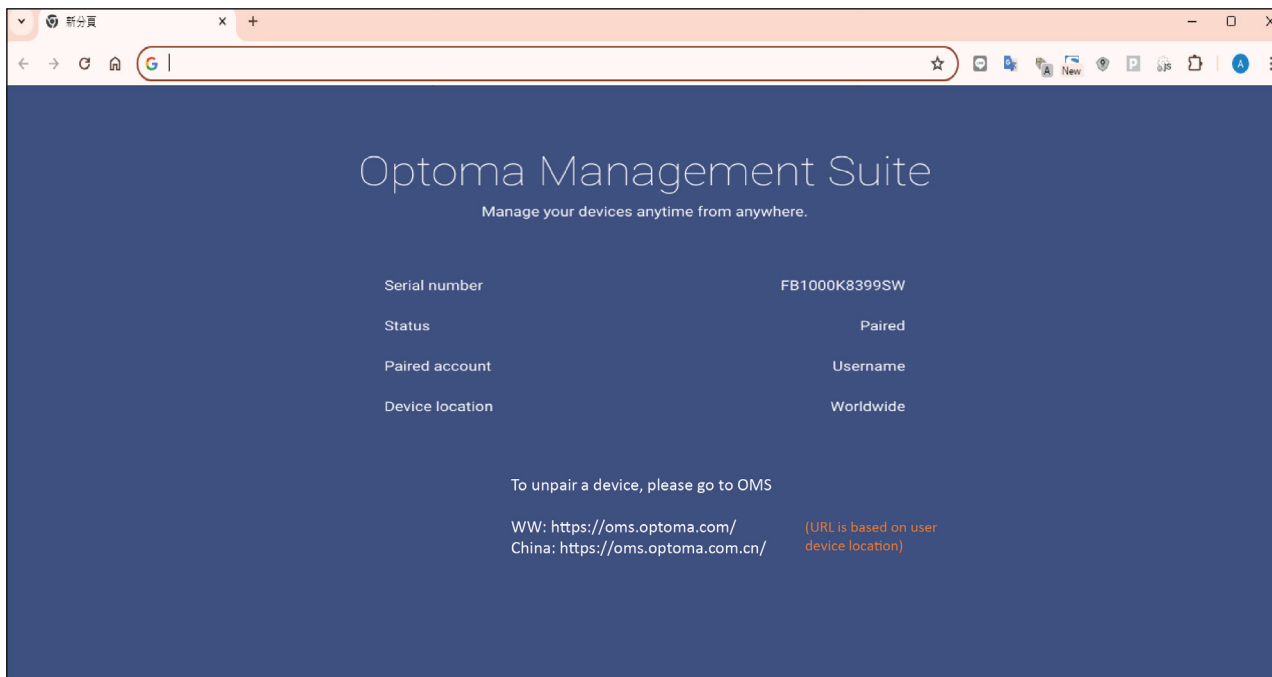 新分頁
New
A
P
js
A
Optoma Management Suite
Manage your devices anytime from anywhere.
Serial number FB1000K8399SW
Status Paired
Paired account Username
Device location Worldwide
To unpair a device, please go to OMS
WW: https://oms.optoma.com/ (URL is based on user
China: https://oms.optoma.com.cn/ device location)